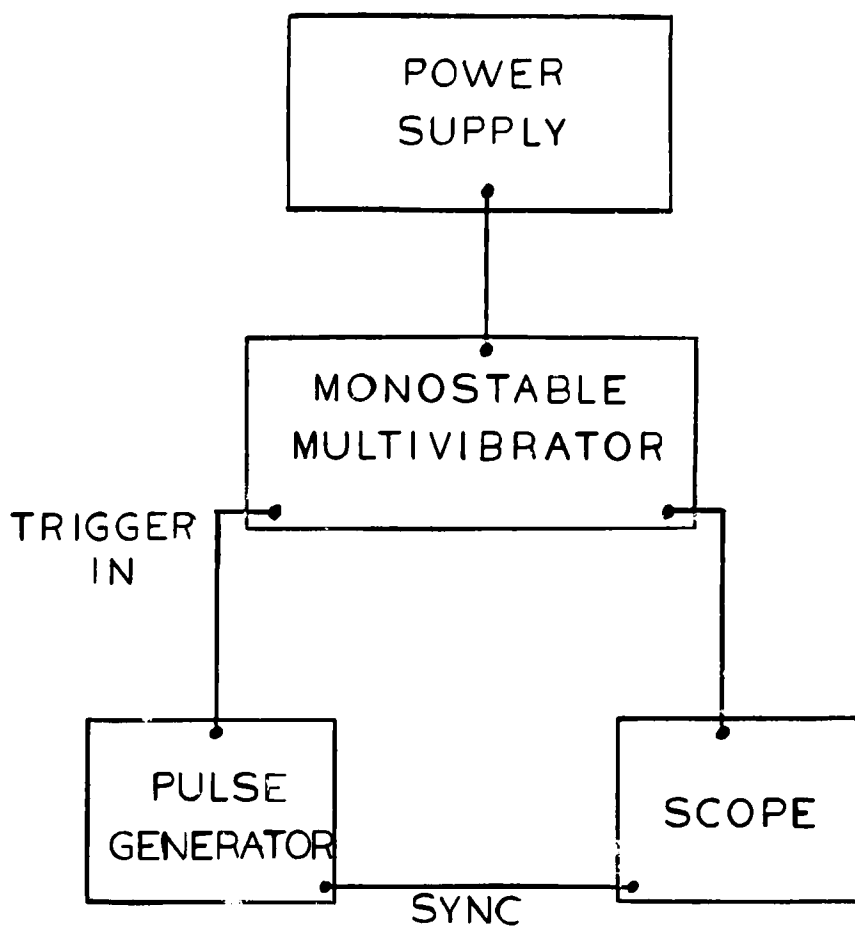 POWER
SUPPLY
MONOSTABLE
MULTIVIBRATOR
TRIGGER
IN
PULSE
GENERATOR
SCOPE
SYNC